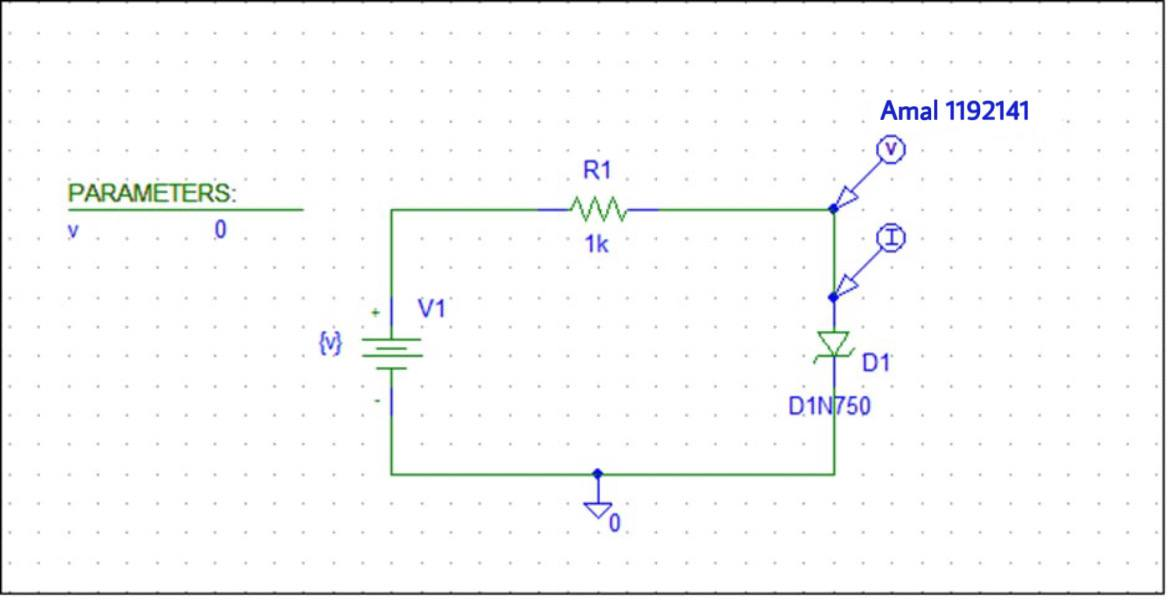 Amal 1192141
V
R1
PARAMETERS:
v 0
I
1k
+
V1
{v}
D1
-
D1N750
0